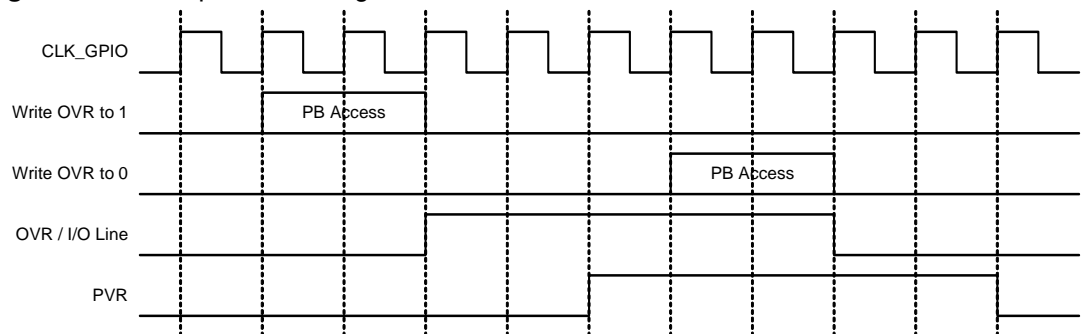 CLK_GPIO
Write OVR to 1
PB Access
Write OVR to 0
PB Access
OVR / I/O Line
PVR